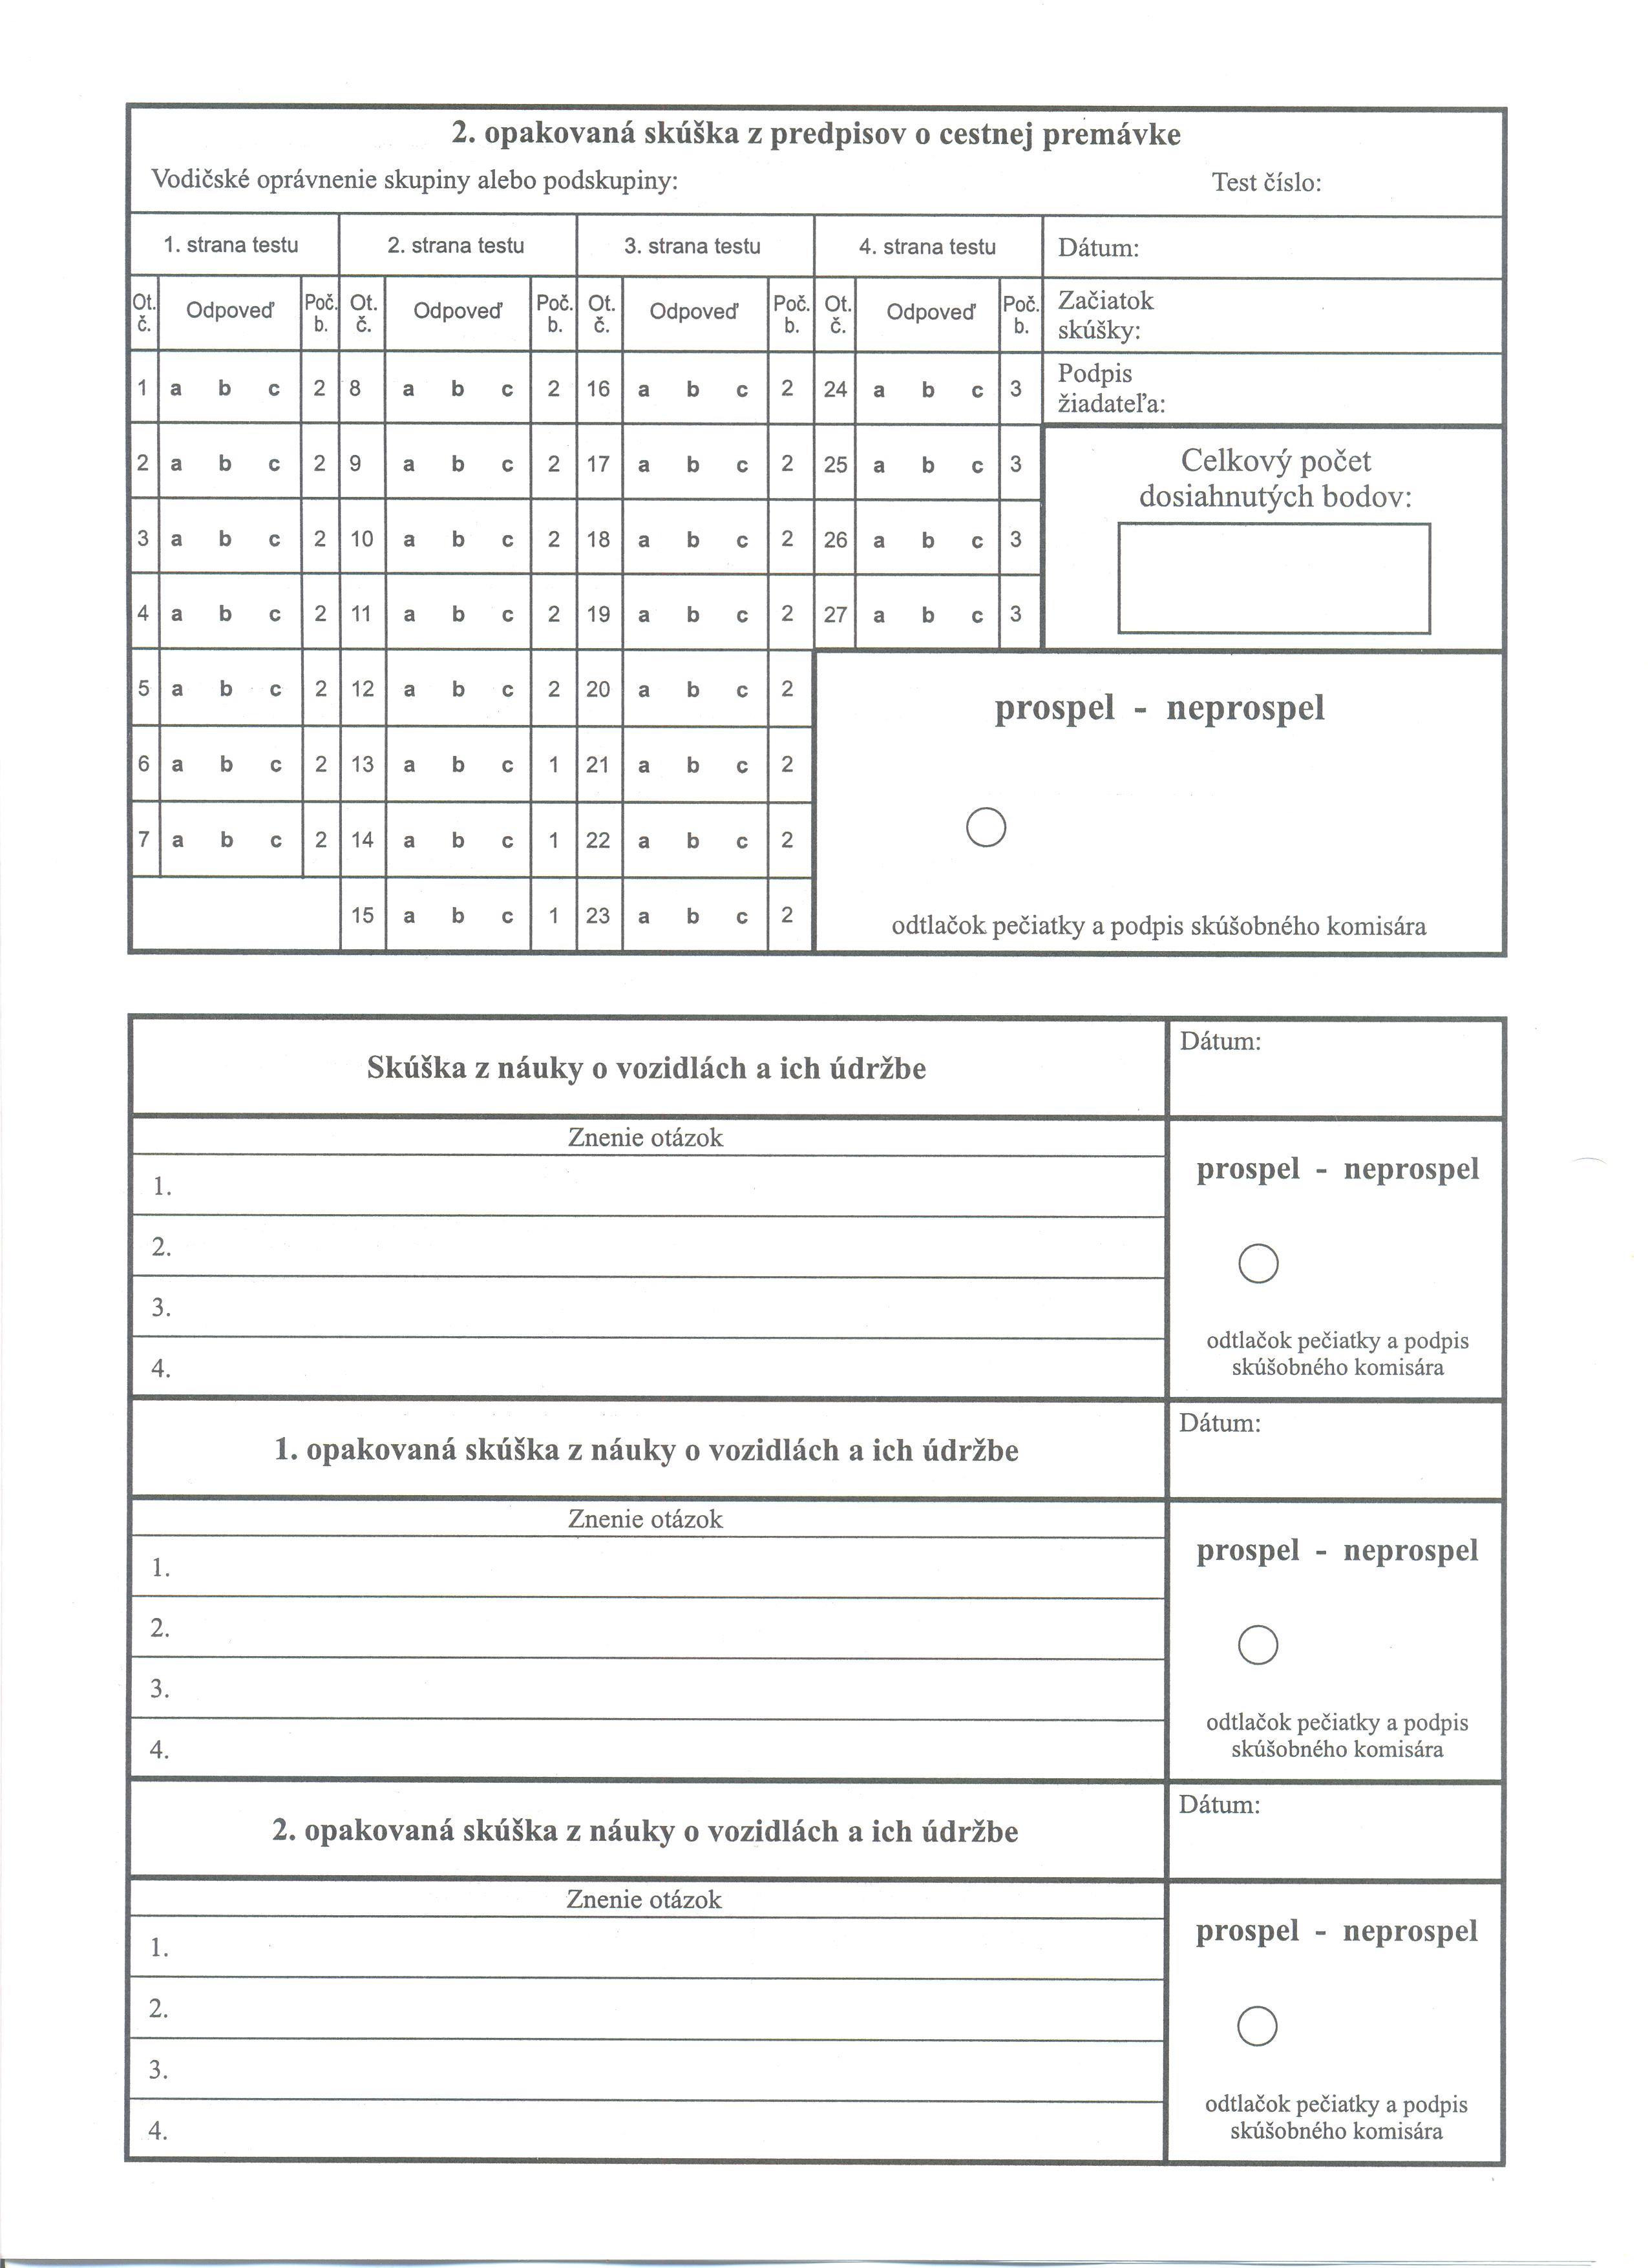 2. opakovaná skúška z predpisov o cestnej premávke
Vodičské oprávnenie skupiny alebo podskupiny: Test číslo:
1. strana testu 2. strana testu 3. strana testu 4. strana testu Dátum:
Ot. č. Odpoveď Poč. b. Ot. č. Odpoveď Poč. b. Ot. č. Odpoveď Poč. b. Ot. č. Odpoveď Poč. b. Začiatok skúšky:
1 a b c 2 8 a b c 2 16 a b c 2 24 a b c 3 Podpis žiadateľa:
2 a b c 2 9 a b c 2 17 a b c 2 25 a b c 3 Celkový počet
dosiahnutých bodov:
3 a b c 2 10 a b c 2 18 a b c 2 26 a b c 3
4 a b c 2 11 a b c 2 19 a b c 2 27 a b c 3
5 a b c 2 12 a b c 2 20 a b c 2
prospel - neprospel
6 a b c 2 13 a b c 1 21 a b c 2
7 a b c 2 14 a b c 1 22 a b c 2
15 a b c 1 23 a b c 2
odtlačok pečiatky a podpis skúšobného komisára
Skúška z náuky o vozidlách a ich údržbe
Dátum:
Znenie otázok
1.
2.
3.
4.
prospel - neprospel
odtlačok pečiatky a podpis
skúšobného komisára
1. opakovaná skúška z náuky o vozidlách a ich údržbe
Dátum:
Znenie otázok
1.
2.
3.
4.
prospel - neprospel
odtlačok pečiatky a podpis
skúšobného komisára
2. opakovaná skúška z náuky o vozidlách a ich údržbe
Dátum:
Znenie otázok
1.
2.
3.
4.
prospel - neprospel
odtlačok pečiatky a podpis
skúšobného komisára